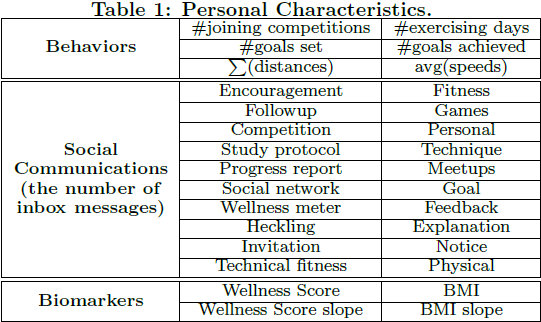 Table 1: Personal Characteristics.
Behaviors
#joining competitions #exercising days
#goals set #goals achieved
∑(distances) avg(speeds)
Social
Communications
(the number of
inbox messages)
Encouragement Fitness
Followup Games
Competition Personal
Study protocol Technique
Progress report Meetups
Social network Goal
Wellness meter Feedback
Heckling Explanation
Invitation Notice
Technical fitness Physical
Biomarkers
Wellness Score BMI
Wellness Score slope BMI slope